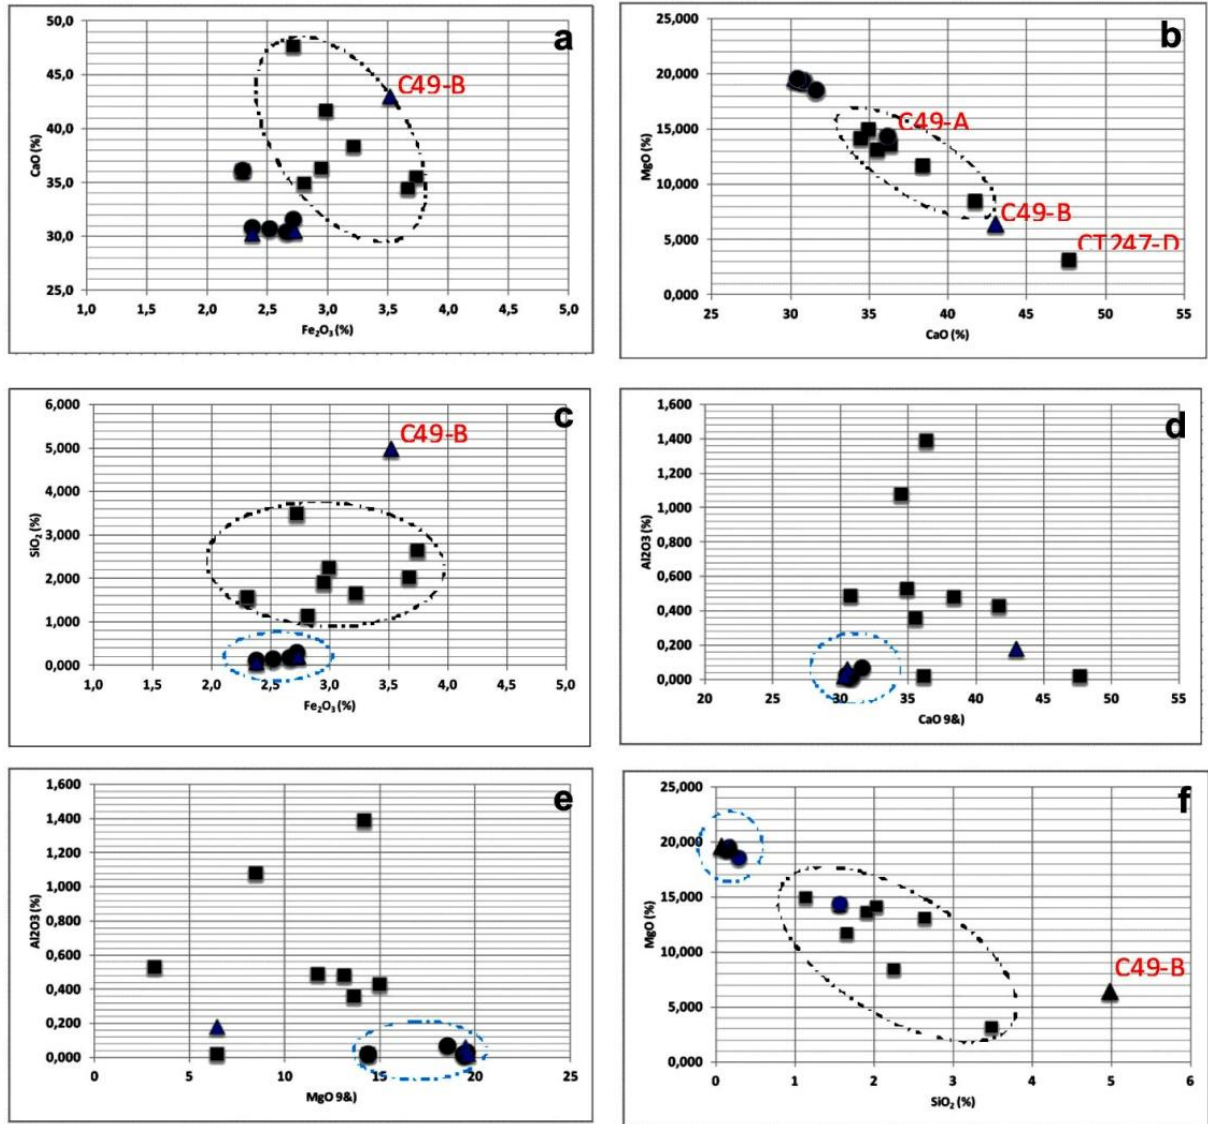 a
50,0
45,0
40,0
35,0
30,0
25,0
CaO (%)
C49-B
1,0 1,5 2,0 2,5 3,0 3,5 4,0 4,5 5,0
Fe₂O₃ (%)
b
25,000
20,000
15,000
10,000
5,000
0,000
MgO (%)
C49-A
C49-B
CT247-D
25 30 35 40 45 50 55
CaO (%)
c
6,000
5,000
4,000
3,000
2,000
1,000
0,000
SiO₂ (%)
C49-B
1,0 1,5 2,0 2,5 3,0 3,5 4,0 4,5 5,0
Fe₂O₃ (%)
d
1,600
1,400
1,200
1,000
0,800
0,600
0,400
0,200
0,000
Al2O3 (%)
20 25 30 35 40 45 50 55
CaO 9&)
e
1,600
1,400
1,200
1,000
0,800
0,600
0,400
0,200
0,000
Al2O3 (%)
0 5 10 15 20 25
MgO 9&)
f
25,000
20,000
15,000
10,000
5,000
0,000
MgO (%)
C49-B
0 1 2 3 4 5 6
SiO₂ (%)